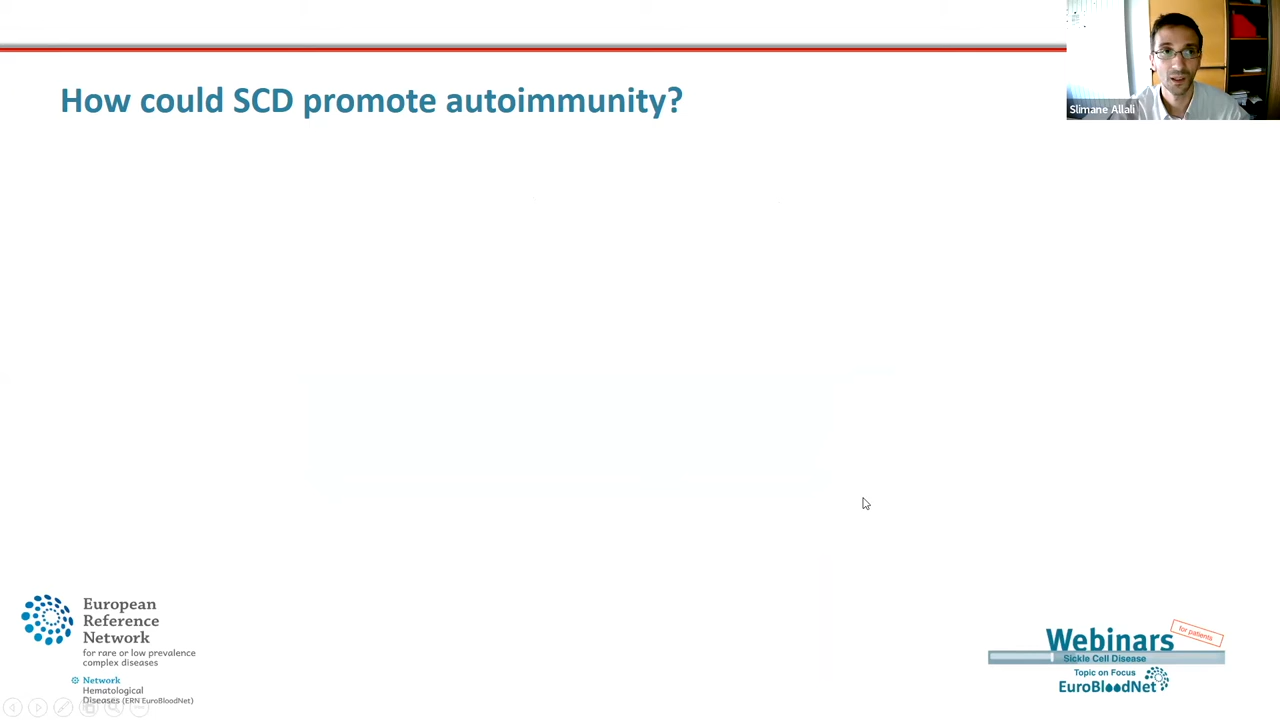 How could SCD promote autoimmunity?
Slimane Allali
European
Reference
Network
for rare or low prevalence
complex diseases
Network
Hematological
Diseases (ERN EuroBloodNet)
for patients
Webinars
Sickle Cell Disease
Topic on Focus
EuroBloodNet